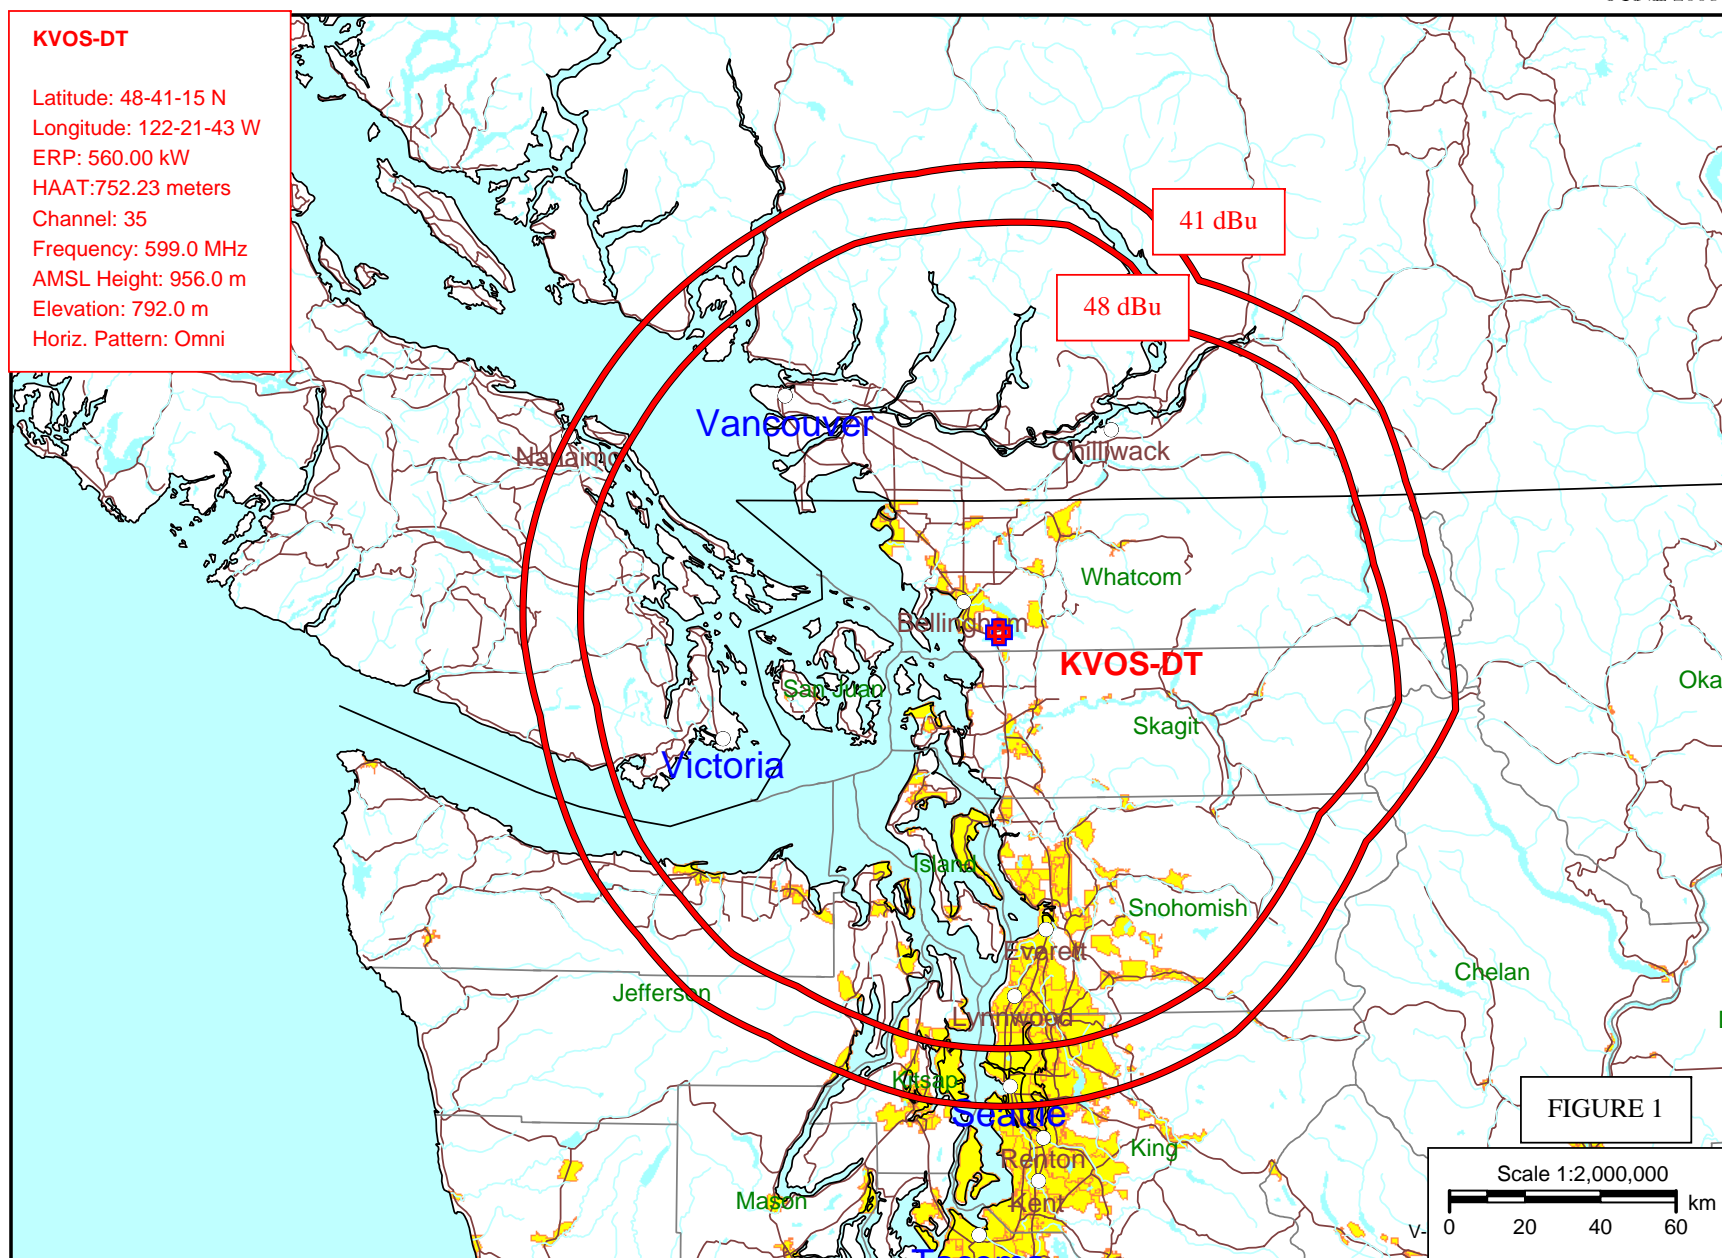 KVOS-DT
Latitude: 48-41-15 N
Longitude: 122-21-43 W
ERP: 560.00 kW
HAAT:752.23 meters
Channel: 35
Frequency: 599.0 MHz
AMSL Height: 956.0 m
Elevation: 792.0 m
Horiz. Pattern: Omni
41 dBu
48 dBu
Vancouver
Nanaimo
Chilliwack
Whatcom
Bellingham
KVOS-DT
San Juan
Oka
Skagit
Victoria
Island
Snohomish
Everett
Chelan
Jefferson
Lynnwood
Kitsap
Seattle
FIGURE 1
King
Renton
Mason
Kent
Scale 1:2,000,000
km
0 20 40 60
V-